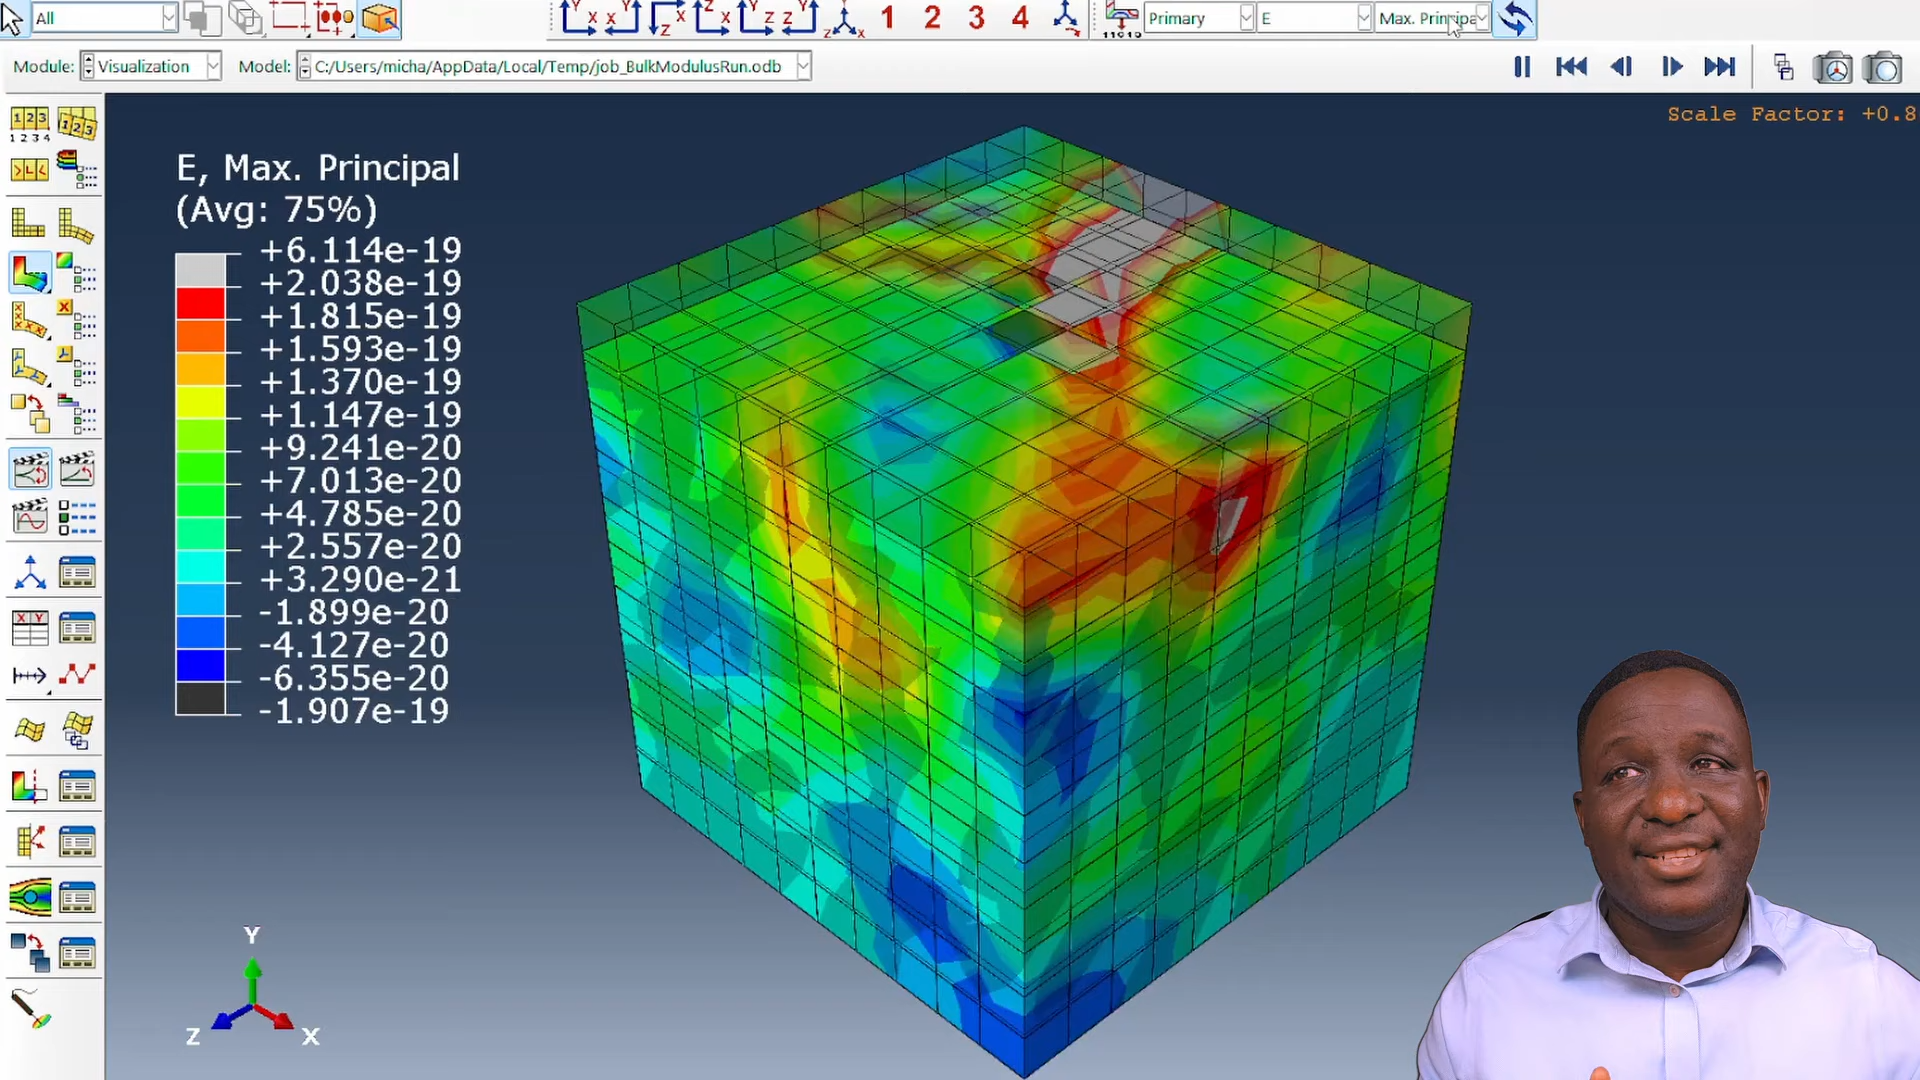 All
1 2 3 4
Primary
E
Max. Principa
Module: Visualization
Model: C:/Users/micha/AppData/Local/Temp/job_BulkModulusRun.odb
Scale Factor: +0.8
E, Max. Principal
(Avg: 75%)
+6.114e-19
+2.038e-19
+1.815e-19
+1.593e-19
+1.370e-19
+1.147e-19
+9.241e-20
+7.013e-20
+4.785e-20
+2.557e-20
+3.290e-21
-1.899e-20
-4.127e-20
-6.355e-20
-1.907e-19
Y
Z
X